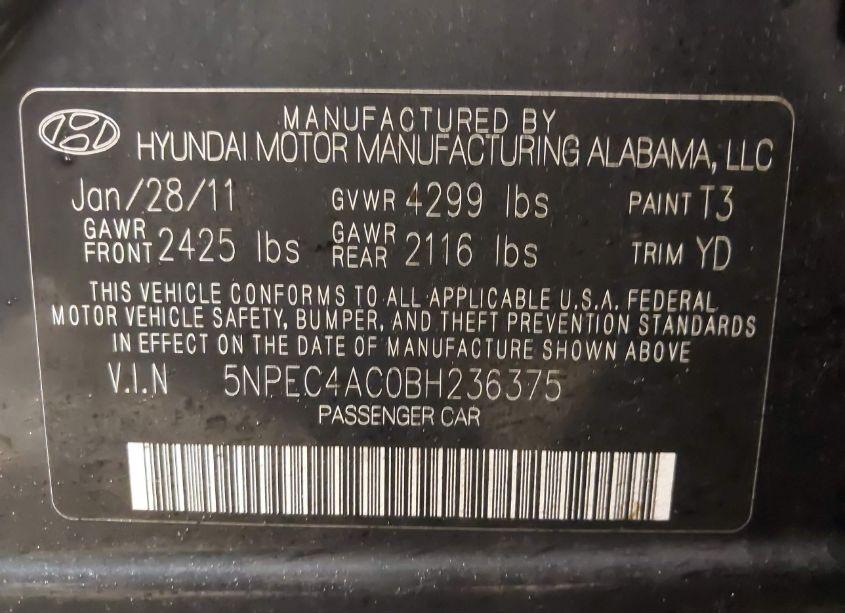 MANUFACTURED BY
HYUNDAI MOTOR MANUFACTURING ALABAMA, LLC
Jan/28/11 GVWR 4299 lbs PAINT T3
GAWR FRONT 2425 lbs GAWR REAR 2116 lbs TRIM YD
THIS VEHICLE CONFORMS TO ALL APPLICABLE U.S.A. FEDERAL
MOTOR VEHICLE SAFETY, BUMPER, AND THEFT PREVENTION STANDARDS
IN EFFECT ON THE DATE OF MANUFACTURE SHOWN ABOVE
V.I.N 5NPEC4AC0BH236375
PASSENGER CAR